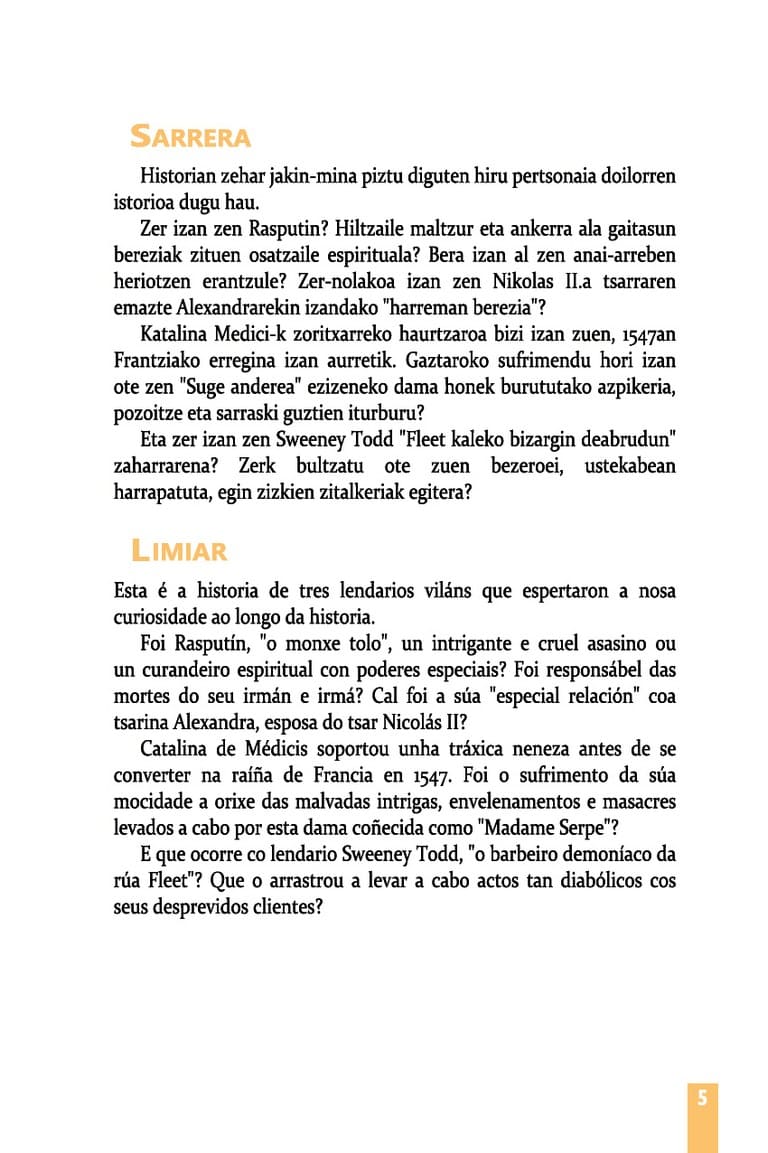 SARRERA
Historian zehar jakin-mina piztu diguten hiru pertsonaia doilorren
istorioa dugu hau.
Zer izan zen Rasputin? Hiltzaile maltzur eta ankerra ala gaitasun
bereziak zituen osatzaile espirituala? Bera izan al zen anai-arreben
heriotzen erantzule? Zer-nolakoa izan zen Nikolas II.a tsarraren
emazte Alexandrarekin izandako "harreman berezia"?
Katalina Medici-k zoritxarreko haurtzaroa bizi izan zuen, 1547an
Frantziako erregina izan aurretik. Gaztaroko sufrimendu hori izan
ote zen "Suge anderea" ezizeneko dama honek burututako azpikeria,
pozoitze eta sarraski guztien iturburu?
Eta zer izan zen Sweeney Todd "Fleet kaleko bizargin deabrudun"
zaharrarena? Zerk bultzatu ote zuen bezeroei, ustekabean
harrapatuta, egin zizkien zitalkeriak egitera?
LIMIAR
Esta é a historia de tres lendarios viláns que espertaron a nosa
curiosidade ao longo da historia.
Foi Rasputín, "o monxe tolo", un intrigante e cruel asasino ou
un curandeiro espiritual con poderes especiais? Foi responsábel das
mortes do seu irmán e irmá? Cal foi a súa "especial relación" coa
tsarina Alexandra, esposa do tsar Nicolás II?
Catalina de Médicis soportou unha tráxica neneza antes de se
converter na raíña de Francia en 1547. Foi o sufrimento da súa
mocidade a orixe das malvadas intrigas, envelenamentos e masacres
levados a cabo por esta dama coñecida como "Madame Serpe"?
E que ocorre co lendario Sweeney Todd, "o barbeiro demoníaco da
rúa Fleet"? Que o arrastrou a levar a cabo actos tan diabólicos cos
seus desprevidos clientes?
5